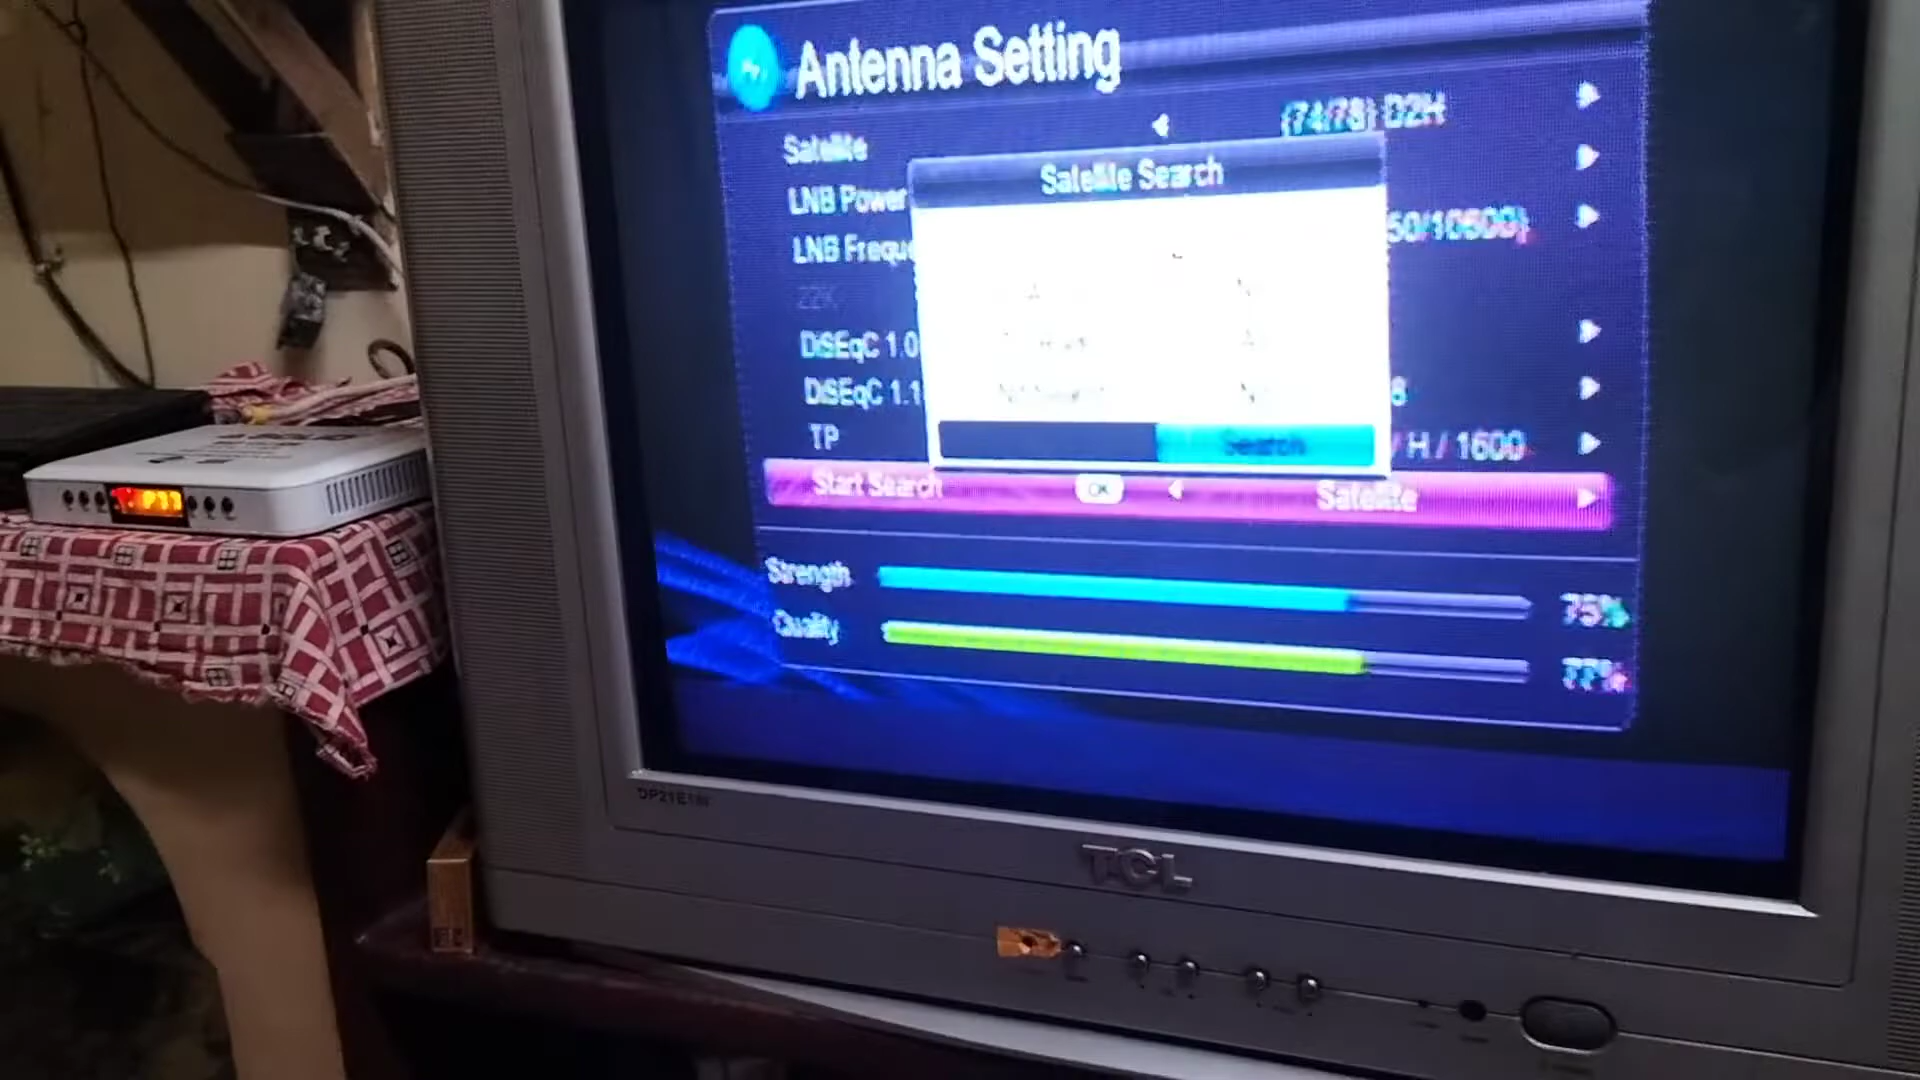 Antenna Setting
Satellite
(74/78) D2H
Satellite Search
LNB Power
LNB Freque
50/10600)
22K
DiSEqC 1.0
DiSEqC 1.1
TP
/ H / 1600
Search
Start Search
OK
Satellite
Strength
75%
Quality
77%
TCL